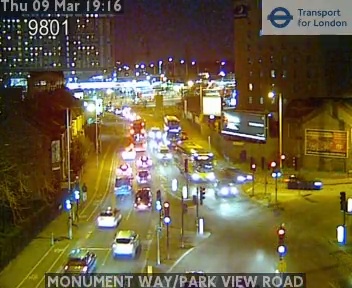 Thu 09 Mar 19:16
9801
Transport
for London
MONUMENT WAY/PARK VIEW ROAD